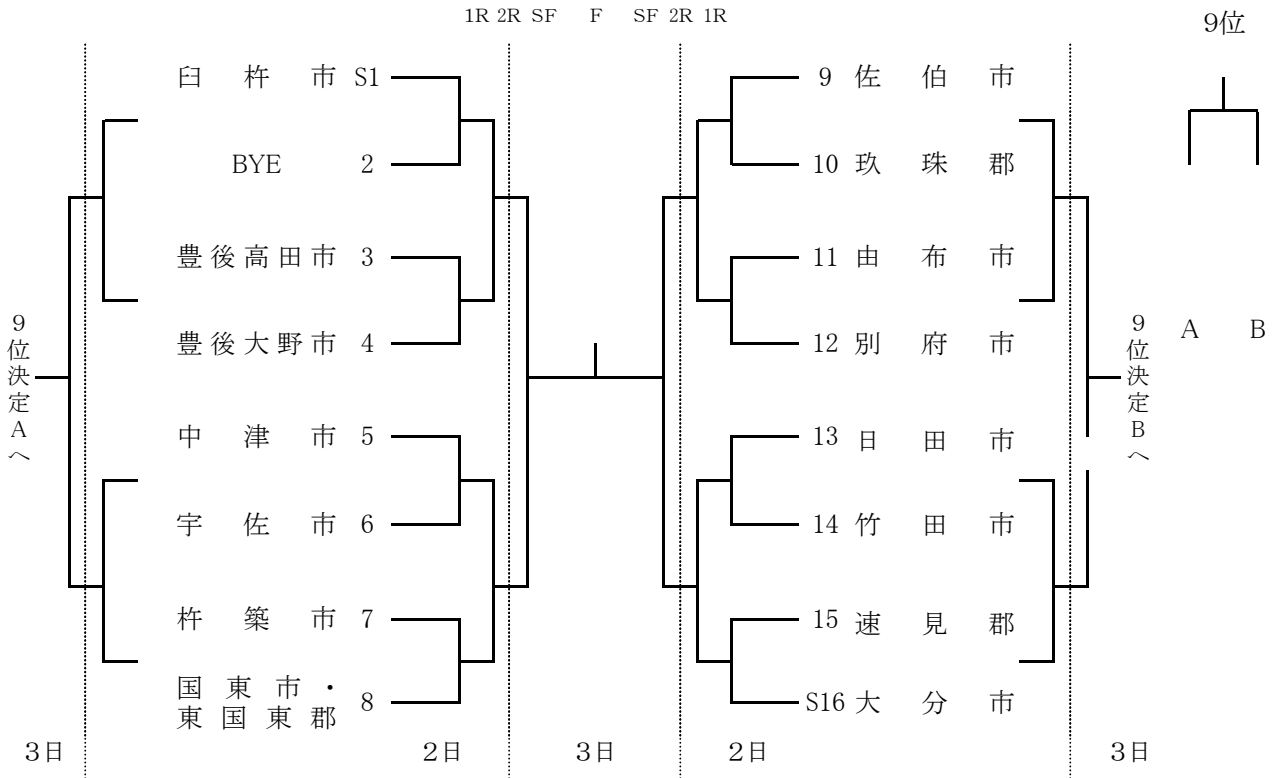 1R 2R SF F SF 2R 1R
9位
臼杵市 S1
BYE 2
豊後高田市 3
豊後大野市 4
中津市 5
宇佐市 6
杵築市 7
国東市・
東国東郡 8
9 佐伯市
10 玖珠郡
11 由布市
12 別府市
13 日田市
14 竹田市
15 速見郡
S16 大分市
9位決定Aへ
9位決定Bへ
A B
3日 2日 3日 2日 3日